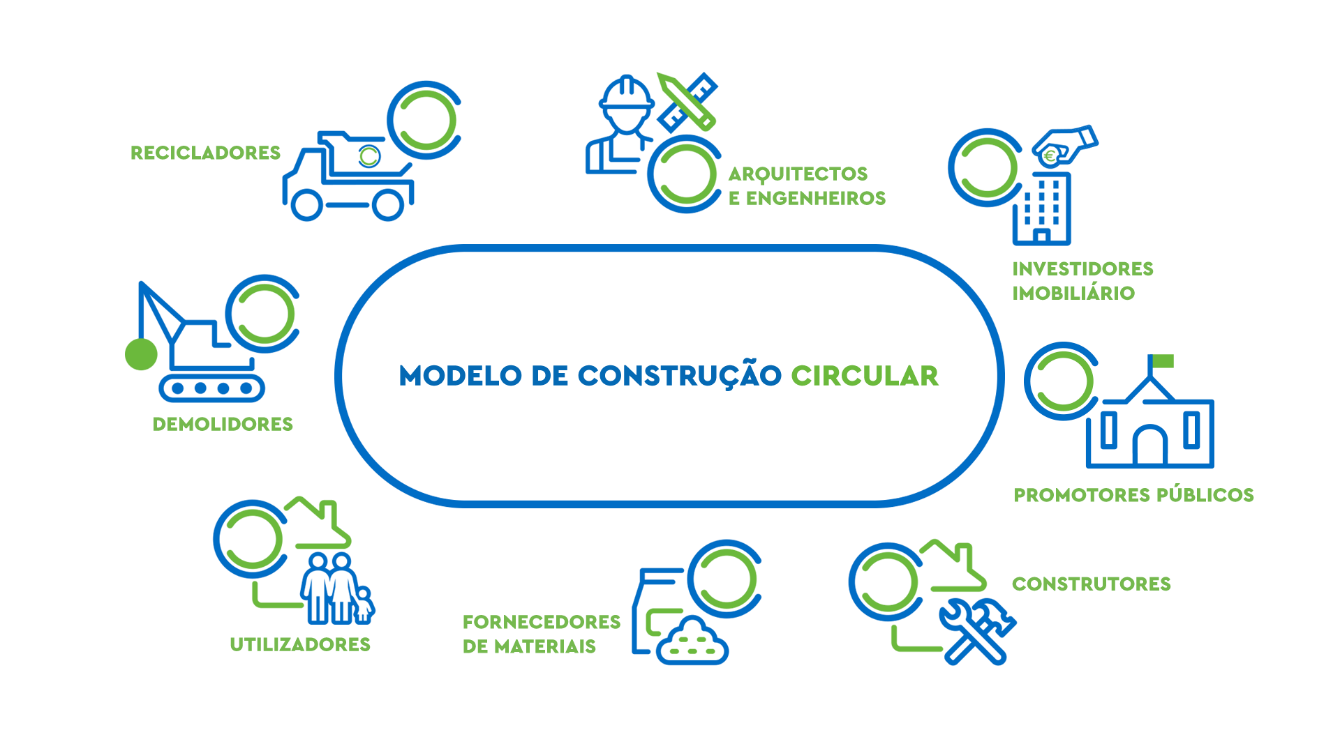 RECICLADORES
ARQUITECTOS
E ENGENHEIROS
INVESTIDORES
IMOBILIÁRIO
MODELO DE CONSTRUÇÃO CIRCULAR
DEMOLIDORES
PROMOTORES PÚBLICOS
CONSTRUTORES
FORNECEDORES
DE MATERIAIS
UTILIZADORES
€